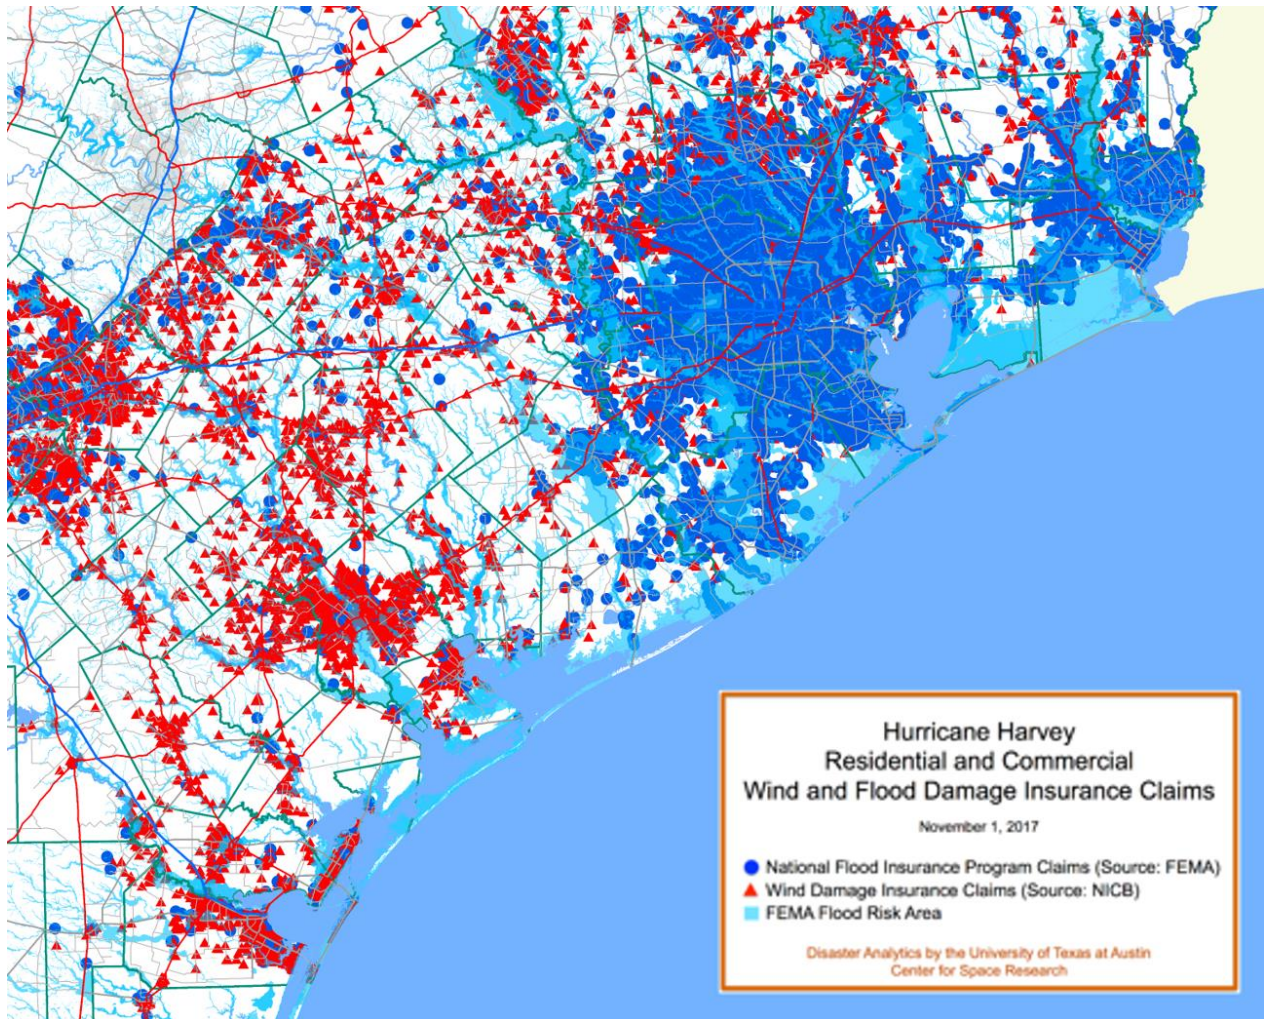 Hurricane Harvey
Residential and Commercial
Wind and Flood Damage Insurance Claims
November 1, 2017
National Flood Insurance Program Claims (Source: FEMA)
Wind Damage Insurance Claims (Source: NICB)
FEMA Flood Risk Area
Disaster Analytics by the University of Texas at Austin
Center for Space Research